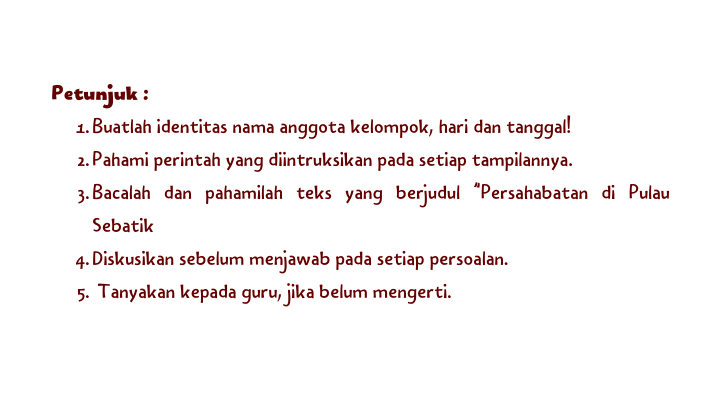 Petunjuk :
1. Buatlah identitas nama anggota kelompok, hari dan tanggal!
2. Pahami perintah yang diintruksikan pada setiap tampilannya.
3. Bacalah dan pahamilah teks yang berjudul "Persahabatan di Pulau
Sebatik
4. Diskusikan sebelum menjawab pada setiap persoalan.
5. Tanyakan kepada guru, jika belum mengerti.